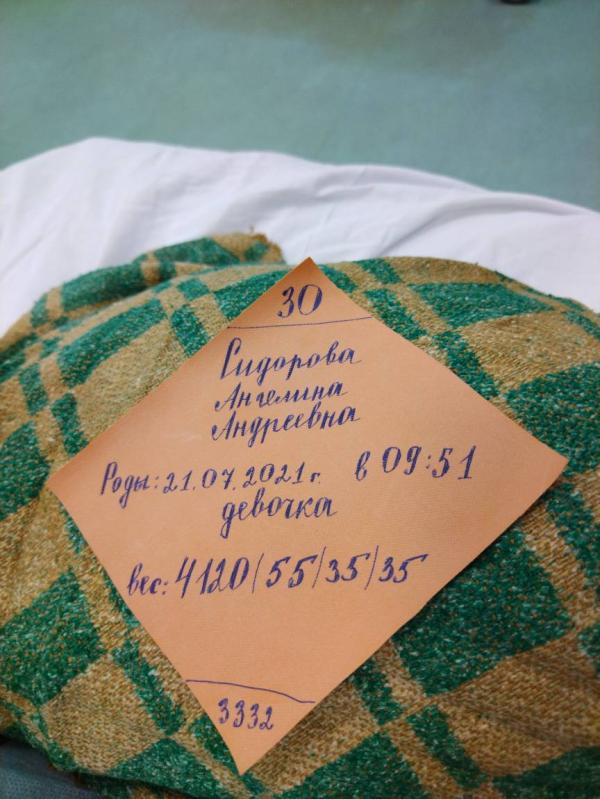 30
Сидорова
Ангелина
Андреевна
Роды: 21.07.2021 г. в 09:51
девочка
вес: 4120/55/35/35
3332